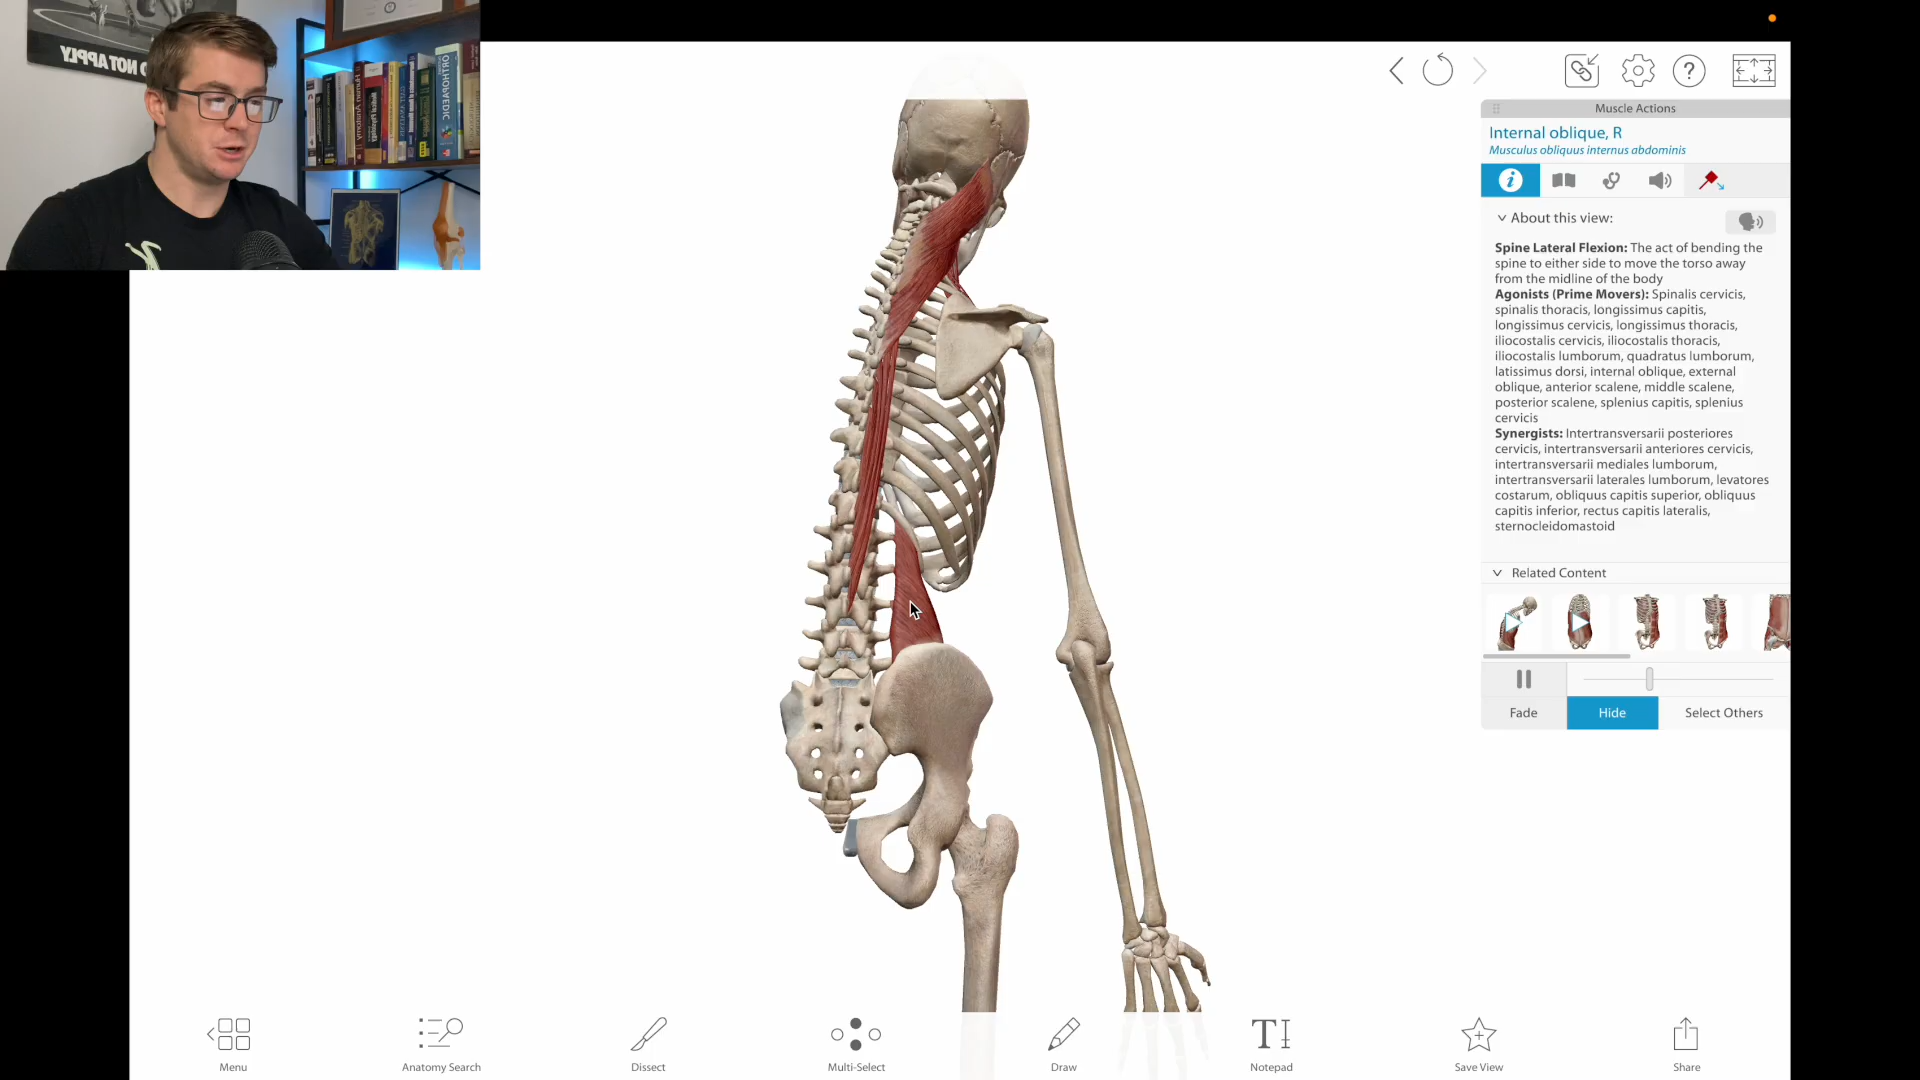 NOT APPLY
ORTHOPAEDIC
Muscle Actions
Internal oblique, R
Musculus obliquus internus abdominis
About this view:
Spine Lateral Flexion: The act of bending the
spine to either side to move the torso away
from the midline of the body
Agonists (Prime Movers): Spinalis cervicis,
spinalis thoracis, longissimus capitis,
longissimus cervicis, longissimus thoracis,
iliocostalis cervicis, iliocostalis thoracis,
iliocostalis lumborum, quadratus lumborum,
latissimus dorsi, internal oblique, external
oblique, anterior scalene, middle scalene,
posterior scalene, splenius capitis, splenius
cervicis
Synergists: Intertransversarii posteriores
cervicis, intertransversarii anteriores cervicis,
intertransversarii mediales lumborum,
intertransversarii laterales lumborum, levatores
costarum, obliquus capitis superior, obliquus
capitis inferior, rectus capitis lateralis,
sternocleidomastoid
Related Content
Fade
Hide
Select Others
Menu
Anatomy Search
Dissect
Multi-Select
Draw
Notepad
Save View
Share